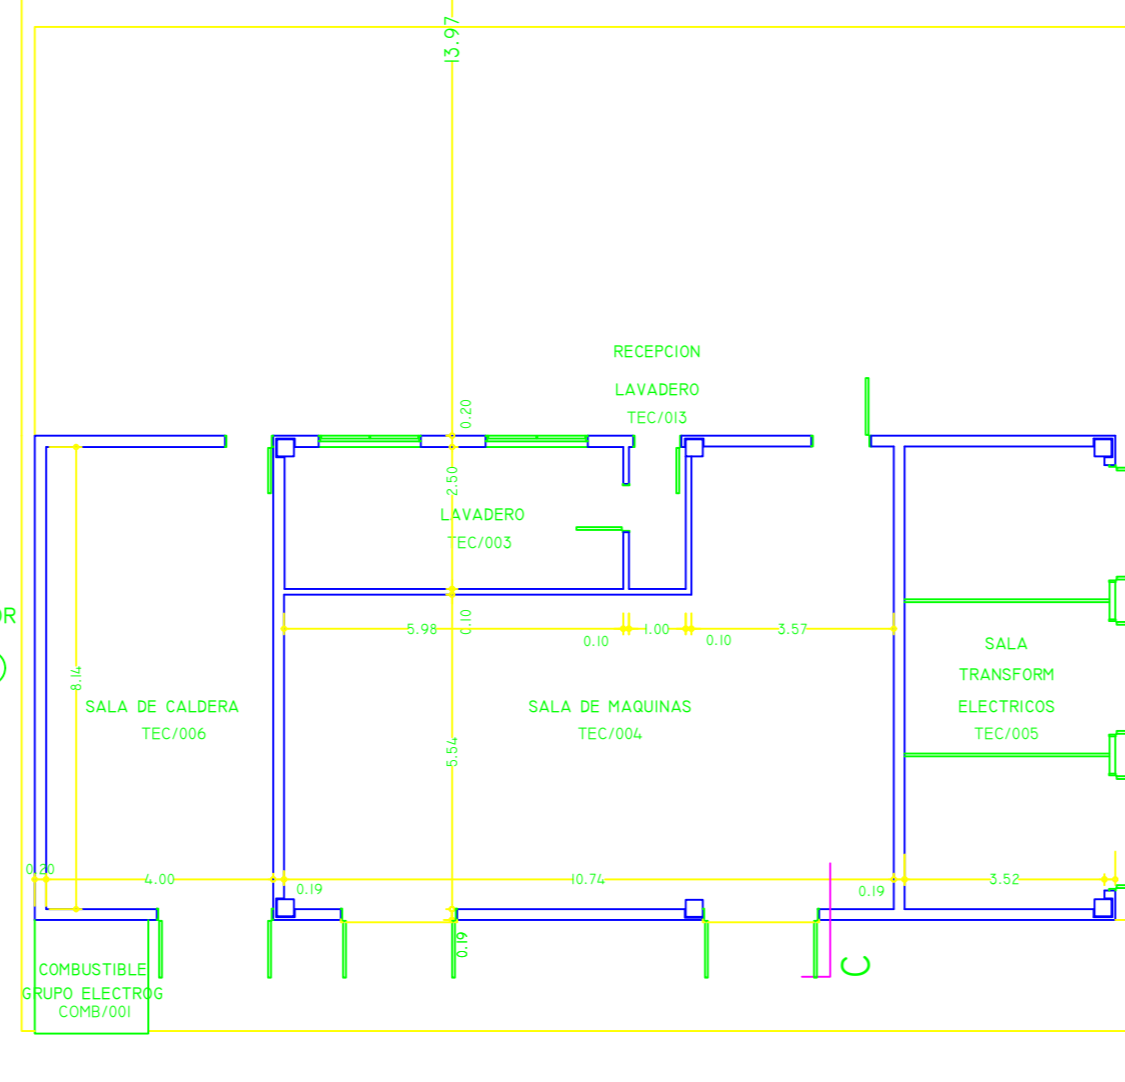 13.97
RECEPCION
LAVADERO
TEC/013
0.20
2.50
LAVADERO
TEC/003
OR
0.10
5.98
0.10
1.00
0.10
3.57
SALA
TRANSFORM
ELECTRICOS
TEC/005
8.14
SALA DE CALDERA
TEC/006
SALA DE MAQUINAS
TEC/004
5.54
0.20
4.00
0.19
10.74
0.19
3.52
0.19
C
COMBUSTIBLE
GRUPO ELECTROG
COMB/001